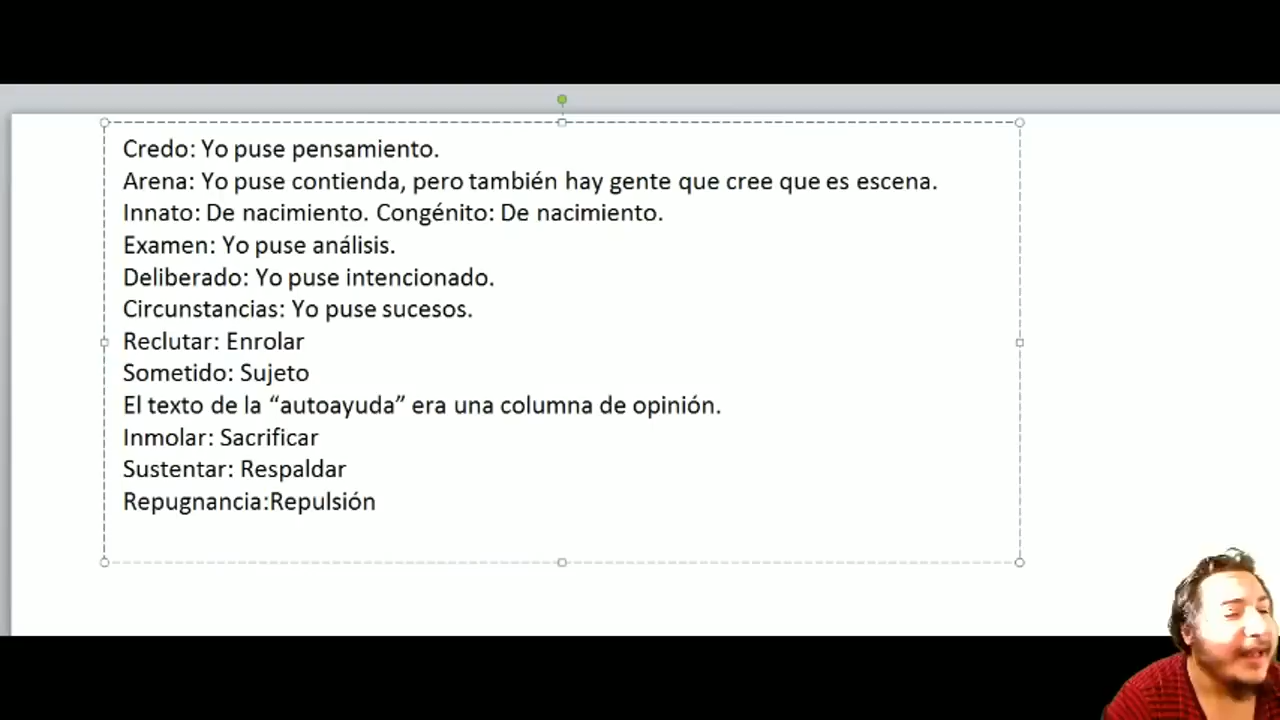 Credo: Yo puse pensamiento.
Arena: Yo puse contienda, pero también hay gente que cree que es escena.
Innato: De nacimiento. Congénito: De nacimiento.
Examen: Yo puse análisis.
Deliberado: Yo puse intencionado.
Circunstancias: Yo puse sucesos.
Reclutar: Enrolar
Sometido: Sujeto
El texto de la “autoayuda” era una columna de opinión.
Inmolar: Sacrificar
Sustentar: Respaldar
Repugnancia:Repulsión